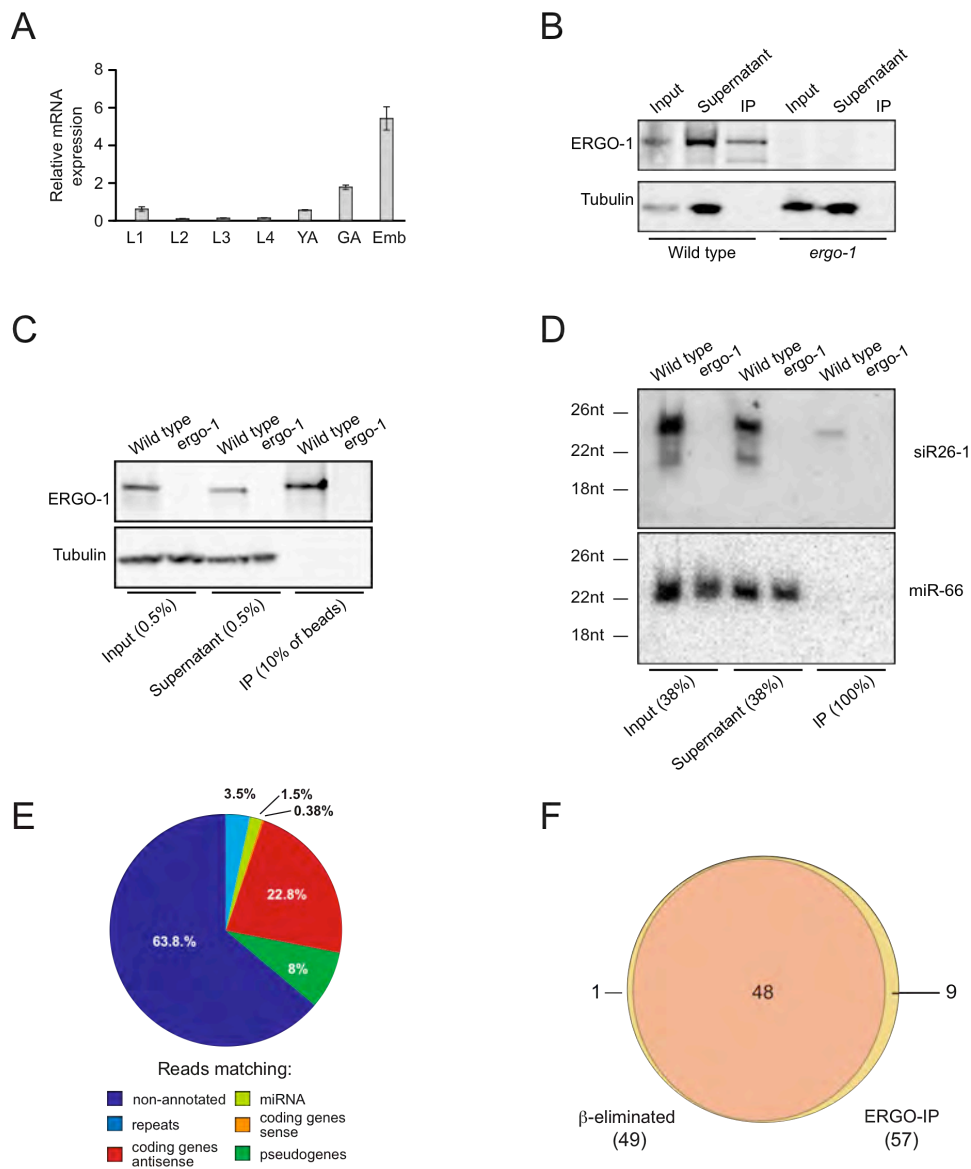 A
Relative mRNA
expression
8
6
4
2
0
L1 L2 L3 L4 YA GA Emb
B
Input Supernatant IP Input Supernatant IP
ERGO-1
Tubulin
Wild type ergo-1
C
Wild type ergo-1 Wild type ergo-1 Wild type ergo-1
ERGO-1
Tubulin
Input (0.5%)
Supernatant (0.5%)
IP (10% of beads)
D
Wild type ergo-1 Wild type ergo-1 Wild type ergo-1
26nt
22nt
18nt
siR26-1
26nt
22nt
18nt
miR-66
Input (38%)
Supernatant (38%)
IP (100%)
E
3.5% 1.5%
0.38%
22.8%
63.8.%
8%
Reads matching:
non-annotated
repeats
coding genes
antisense
miRNA
coding genes
sense
pseudogenes
F
1 48 9
β-eliminated
(49)
ERGO-IP
(57)